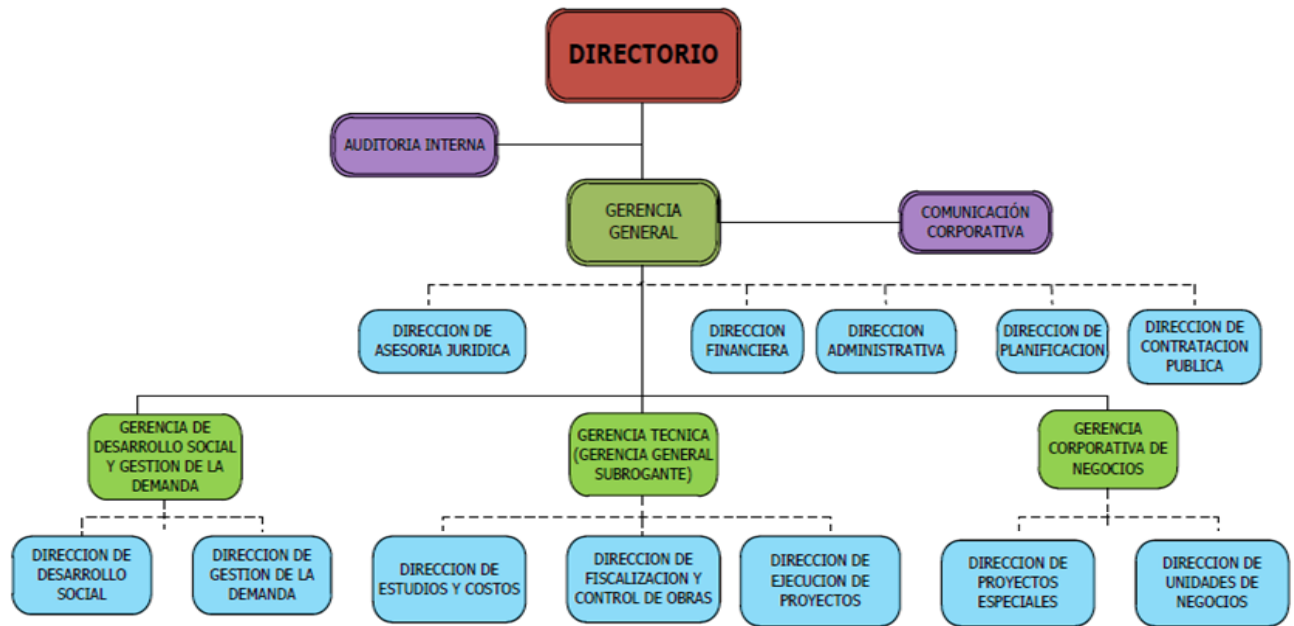 DIRECTORIO
AUDITORIA INTERNA
GERENCIA
GENERAL
COMUNICACIÓN
CORPORATIVA
DIRECCION DE
ASESORIA JURIDICA
DIRECCION
FINANCIERA
DIRECCION
ADMINISTRATIVA
DIRECCION DE
PLANIFICACION
DIRECCION DE
CONTRATACION
PUBLICA
GERENCIA DE
DESARROLLO SOCIAL
Y GESTION DE LA
DEMANDA
GERENCIA TECNICA
(GERENCIA GENERAL
SUBROGANTE)
GERENCIA
CORPORATIVA DE
NEGOCIOS
DIRECCION DE
DESARROLLO
SOCIAL
DIRECCION DE
GESTION DE LA
DEMANDA
DIRECCION DE
ESTUDIOS Y COSTOS
DIRECCION DE
FISCALIZACION Y
CONTROL DE OBRAS
DIRECCION DE
EJECUCION DE
PROYECTOS
DIRECCION DE
PROYECTOS
ESPECIALES
DIRECCION DE
UNIDADES DE
NEGOCIOS